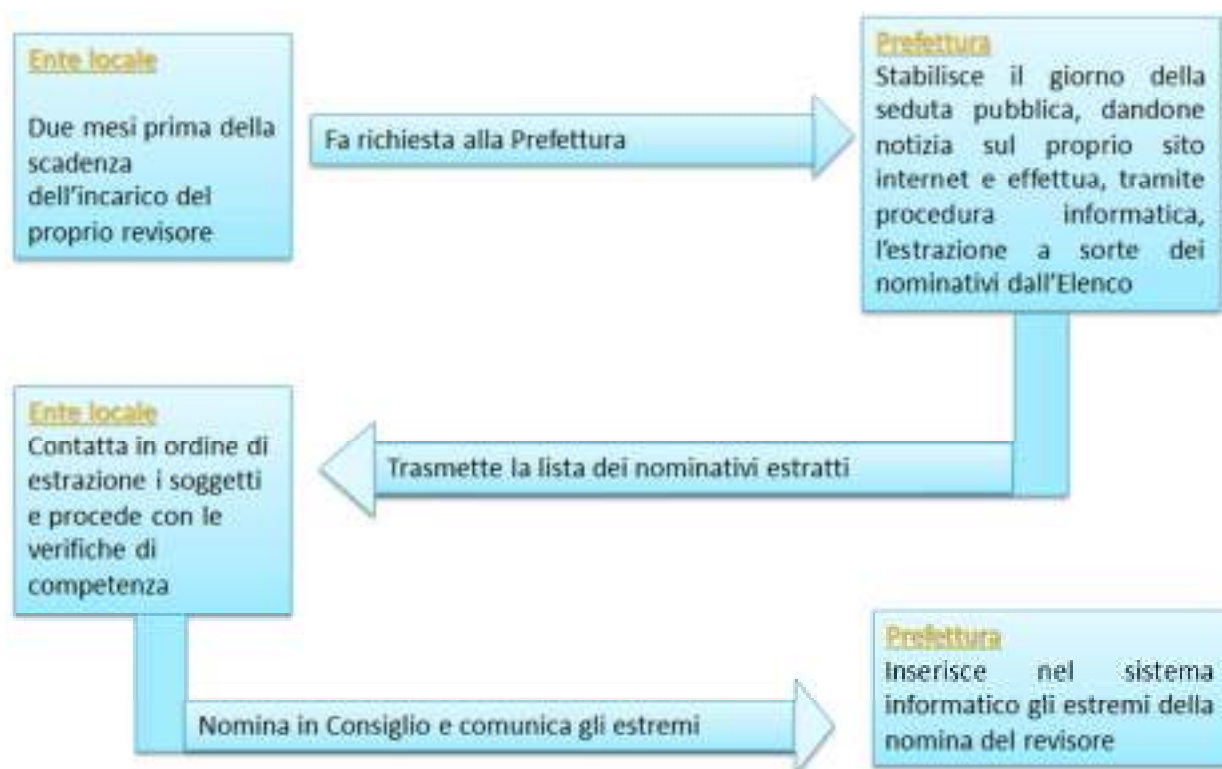 Ente locale
Due mesi prima della
scadenza
dell'incarico del
proprio revisore
Fa richiesta alla Prefettura
Prefettura
Stabilisce il giorno della
seduta pubblica, dandone
notizia sul proprio sito
internet e effettua, tramite
procedura informatica,
l'estrazione a sorte dei
nominativi dall'Elenco
Trasmette la lista dei nominativi estratti
Ente locale
Contatta in ordine di
estrazione i soggetti
e procede con le
verifiche di
competenza
Nomina in Consiglio e comunica gli estremi
Prefettura
Inserisce nel sistema
informatico gli estremi della
nomina del revisore